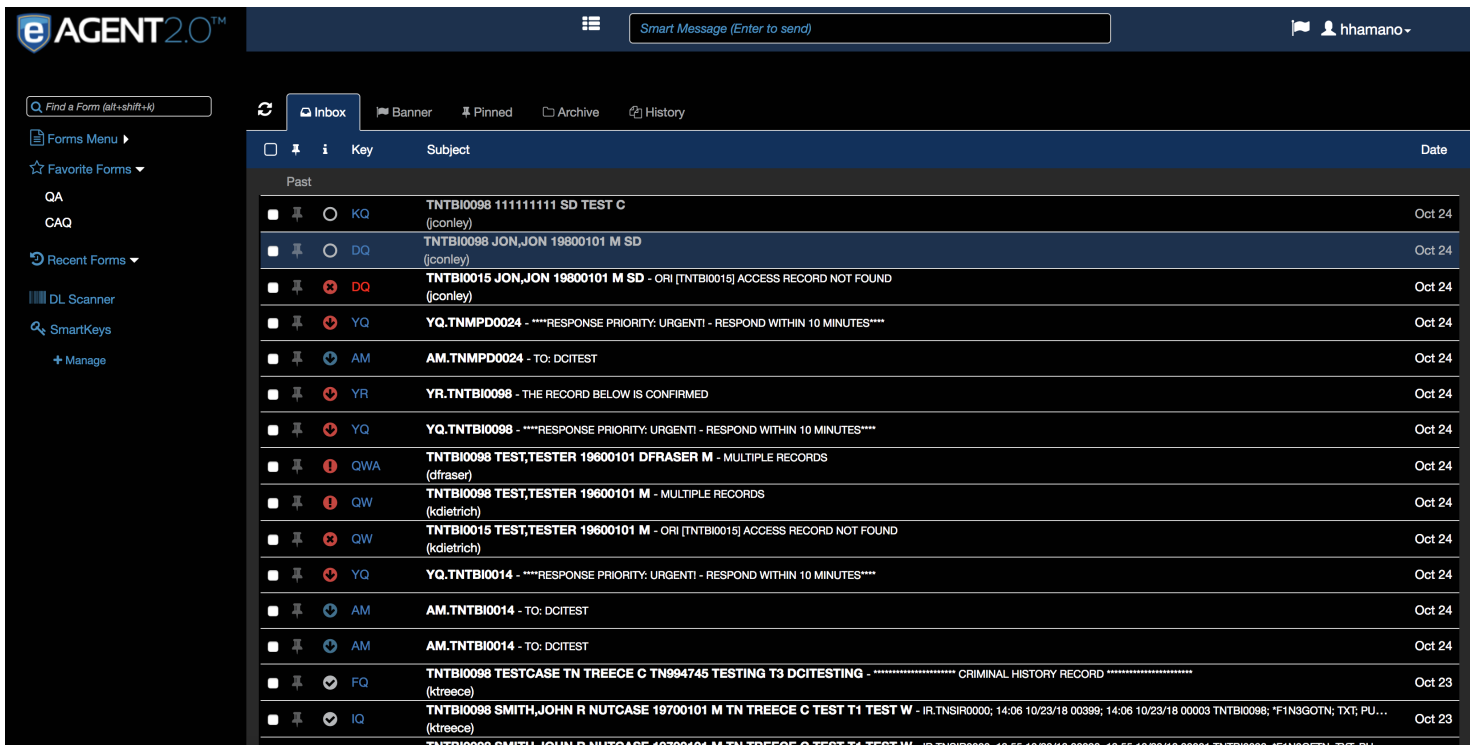 eAGENT2.0™
Smart Message (Enter to send)
hhamano
Find a Form (alt+shift+k)
Forms Menu
Favorite Forms
QA
CAQ
Recent Forms
DL Scanner
SmartKeys
+ Manage
Inbox Banner Pinned Archive History
i Key Subject Date
Past
KQ TNTBI0098 111111111 SD TEST C Oct 24
(jconley)
DQ TNTBI0098 JON,JON 19800101 M SD Oct 24
(jconley)
DQ TNTBI0015 JON,JON 19800101 M SD - ORI [TNTBI0015] ACCESS RECORD NOT FOUND Oct 24
(jconley)
YQ YQ.TNMPD0024 - ****RESPONSE PRIORITY: URGENT! - RESPOND WITHIN 10 MINUTES**** Oct 24
AM AM.TNMPD0024 - TO: DCITEST Oct 24
YR YR.TNTBI0098 - THE RECORD BELOW IS CONFIRMED Oct 24
YQ YQ.TNTBI0098 - ****RESPONSE PRIORITY: URGENT! - RESPOND WITHIN 10 MINUTES**** Oct 24
QWA TNTBI0098 TEST,TESTER 19600101 DFRASER M - MULTIPLE RECORDS Oct 24
(dfraser)
QW TNTBI0098 TEST,TESTER 19600101 M - MULTIPLE RECORDS Oct 24
(kdietrich)
QW TNTBI0015 TEST,TESTER 19600101 M - ORI [TNTBI0015] ACCESS RECORD NOT FOUND Oct 24
(kdietrich)
YQ YQ.TNTBI0014 - ****RESPONSE PRIORITY: URGENT! - RESPOND WITHIN 10 MINUTES**** Oct 24
AM AM.TNTBI0014 - TO: DCITEST Oct 24
AM AM.TNTBI0014 - TO: DCITEST Oct 24
FQ TNTBI0098 TESTCASE TN TREECE C TN994745 TESTING T3 DCITESTING - ********************** CRIMINAL HISTORY RECORD *********************** Oct 23
(ktreece)
IQ TNTBI0098 SMITH,JOHN R NUTCASE 19700101 M TN TREECE C TEST T1 TEST W - IR.TNSIR0000; 14:06 10/23/18 00399; 14:06 10/23/18 00003 TNTBI0098; *F1N3GOTN; TXT; PU... Oct 23
(ktreece)